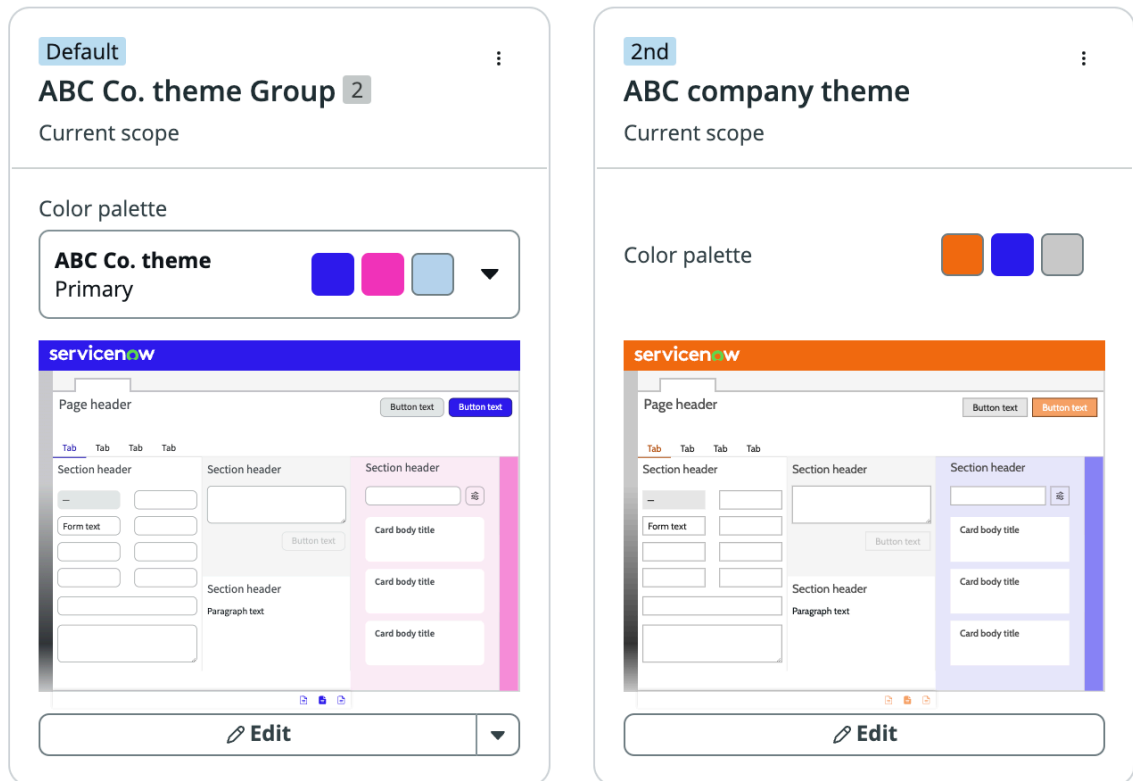 Default
ABC Co. theme Group 2
Current scope
Color palette
ABC Co. theme
Primary
servicenow
Page header
Button text
Button text
Tab Tab Tab Tab
Section header
Section header
Section header
–
Form text
Button text
Card body title
Card body title
Section header
Paragraph text
Card body title
Edit
2nd
ABC company theme
Current scope
Color palette
servicenow
Page header
Button text
Button text
Tab Tab Tab Tab
Section header
Section header
Section header
–
Form text
Button text
Card body title
Card body title
Section header
Paragraph text
Card body title
Edit